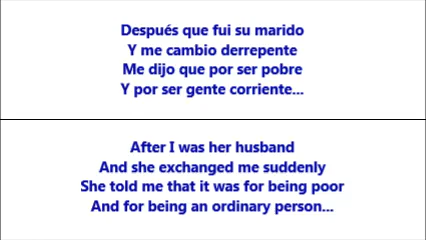 Después que fui su marido
Y me cambio derrepente
Me dijo que por ser pobre
Y por ser gente corriente...
After I was her husband
And she exchanged me suddenly
She told me that it was for being poor
And for being an ordinary person...